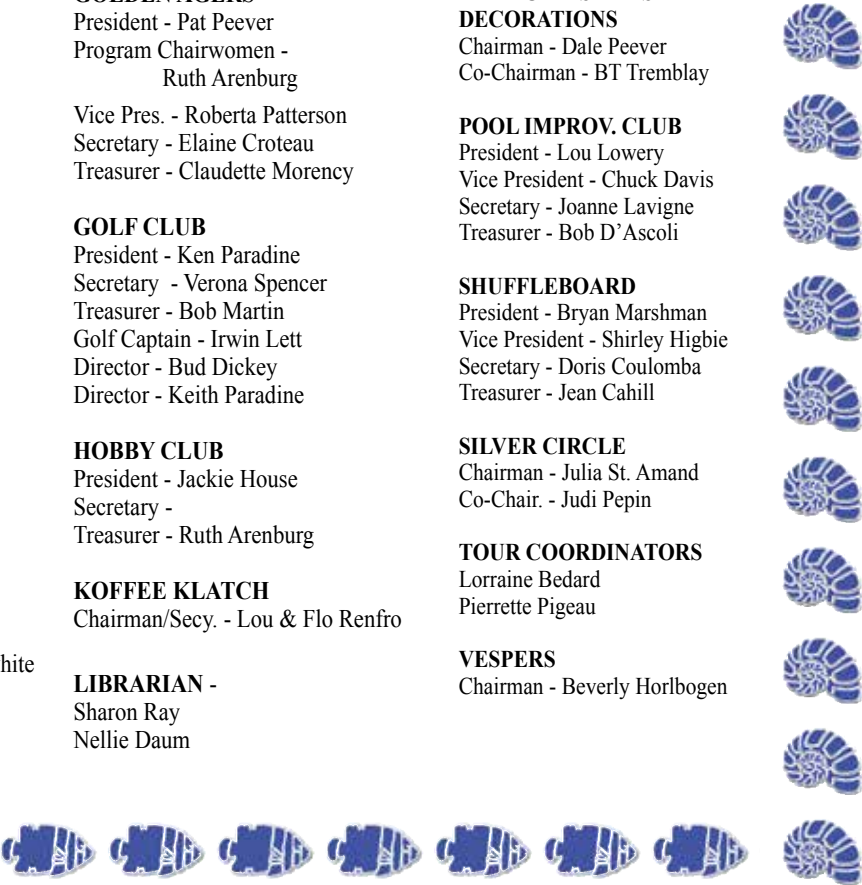 GOLDEN AGERS
President - Pat Peever
Program Chairwomen -
Ruth Arenburg
Vice Pres. - Roberta Patterson
Secretary - Elaine Croteau
Treasurer - Claudette Morency
GOLF CLUB
President - Ken Paradine
Secretary - Verona Spencer
Treasurer - Bob Martin
Golf Captain - Irwin Lett
Director - Bud Dickey
Director - Keith Paradine
HOBBY CLUB
President - Jackie House
Secretary -
Treasurer - Ruth Arenburg
KOFFEE KLATCH
Chairman/Secy. - Lou & Flo Renfro
hite
LIBRARIAN -
Sharon Ray
Nellie Daum
DECORATIONS
Chairman - Dale Peever
Co-Chairman - BT Tremblay
POOL IMPROV. CLUB
President - Lou Lowery
Vice President - Chuck Davis
Secretary - Joanne Lavigne
Treasurer - Bob D’Ascoli
SHUFFLEBOARD
President - Bryan Marshman
Vice President - Shirley Higbie
Secretary - Doris Coulomba
Treasurer - Jean Cahill
SILVER CIRCLE
Chairman - Julia St. Amand
Co-Chair. - Judi Pepin
TOUR COORDINATORS
Lorraine Bedard
Pierrette Pigeau
VESPERS
Chairman - Beverly Horlbogen